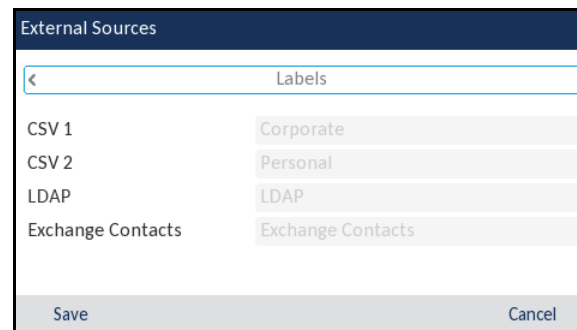 External Sources
< Labels
CSV 1 Corporate
CSV 2 Personal
LDAP LDAP
Exchange Contacts Exchange Contacts
Save Cancel